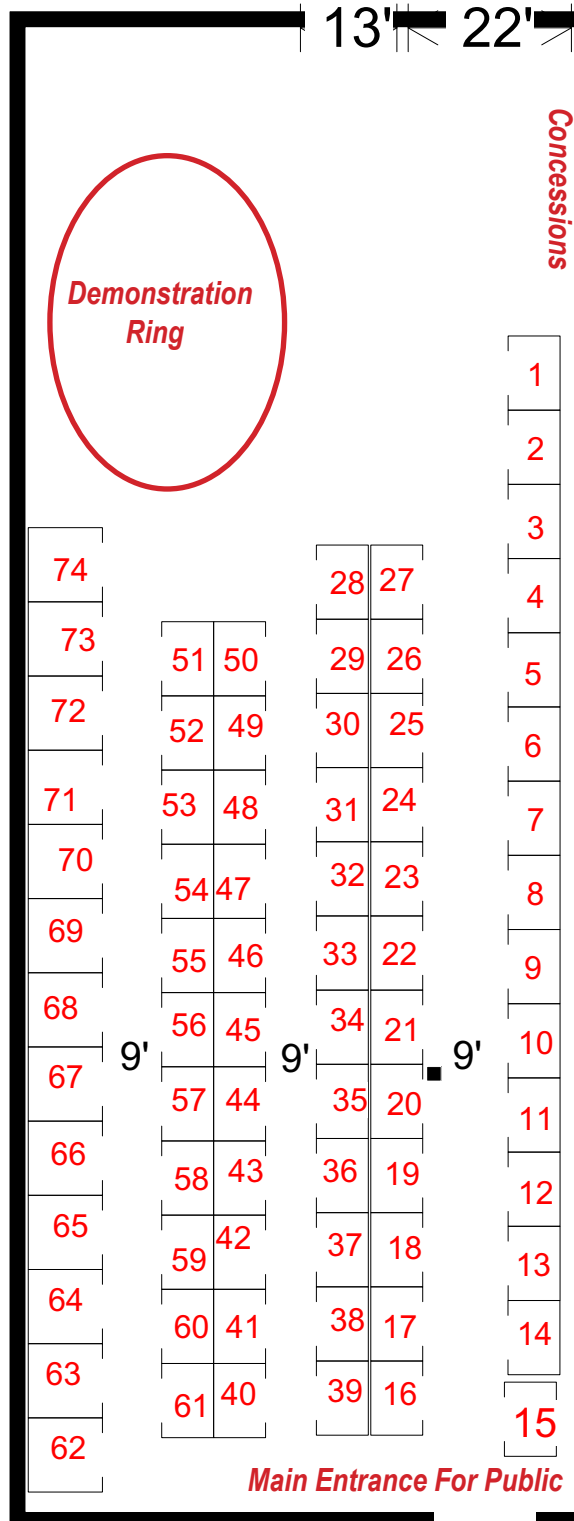 13' 22'
Concessions
Demonstration
Ring
1
2
3
74 28 27 4
73 51 50 29 26 5
72 52 49 30 25 6
71 53 48 31 24 7
70 54 47 32 23 8
69 55 46 33 22 9
68 56 45 34 21 10
9' 9' 9'
67 57 44 35 20 11
66 58 43 36 19 12
65 59 42 37 18 13
64 60 41 38 17 14
63 61 40 39 16 15
62
Main Entrance For Public